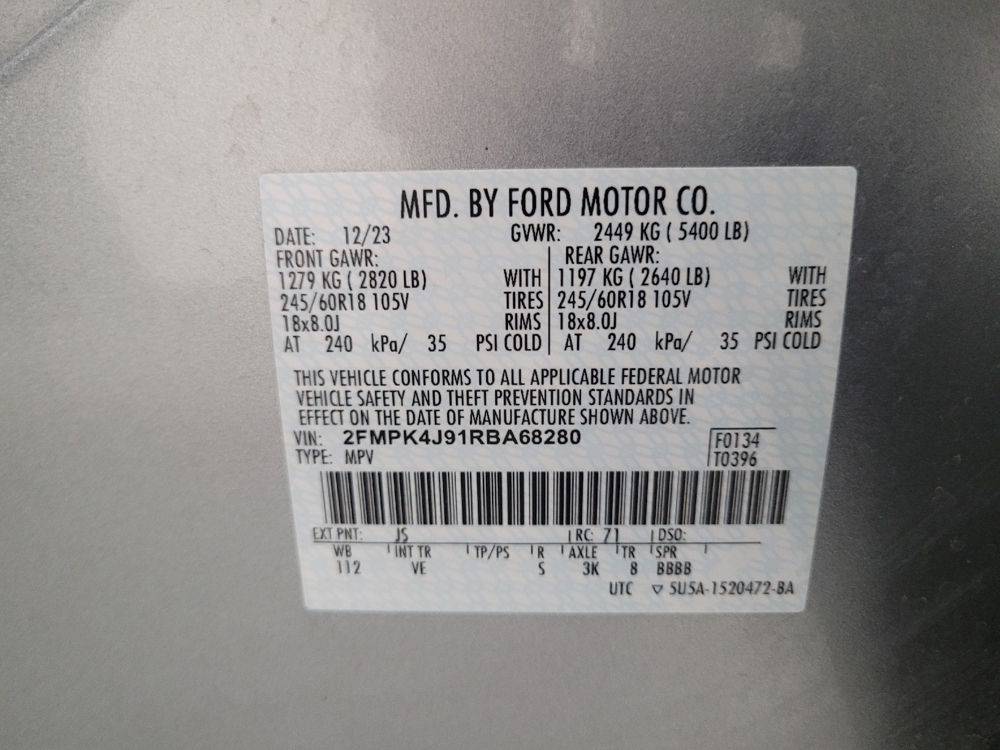 MFD. BY FORD MOTOR CO.
DATE: 12/23 GVWR: 2449 KG ( 5400 LB)
FRONT GAWR: REAR GAWR:
1279 KG ( 2820 LB) WITH 1197 KG ( 2640 LB) WITH
245/60R18 105V TIRES 245/60R18 105V TIRES
18x8.0J RIMS 18x8.0J RIMS
AT 240 kPa/ 35 PSI COLD AT 240 kPa/ 35 PSI COLD
THIS VEHICLE CONFORMS TO ALL APPLICABLE FEDERAL MOTOR
VEHICLE SAFETY AND THEFT PREVENTION STANDARDS IN
EFFECT ON THE DATE OF MANUFACTURE SHOWN ABOVE.
VIN: 2FMPK4J91RBA68280 F0134
TYPE: MPV T0396
EXT PNT: JS RC: 71 DSO:
WB INT TR TP/PS R AXLE TR SPR
112 VE S 3K 8 BBBB
UTC ▽ 5U5A-1520472-BA